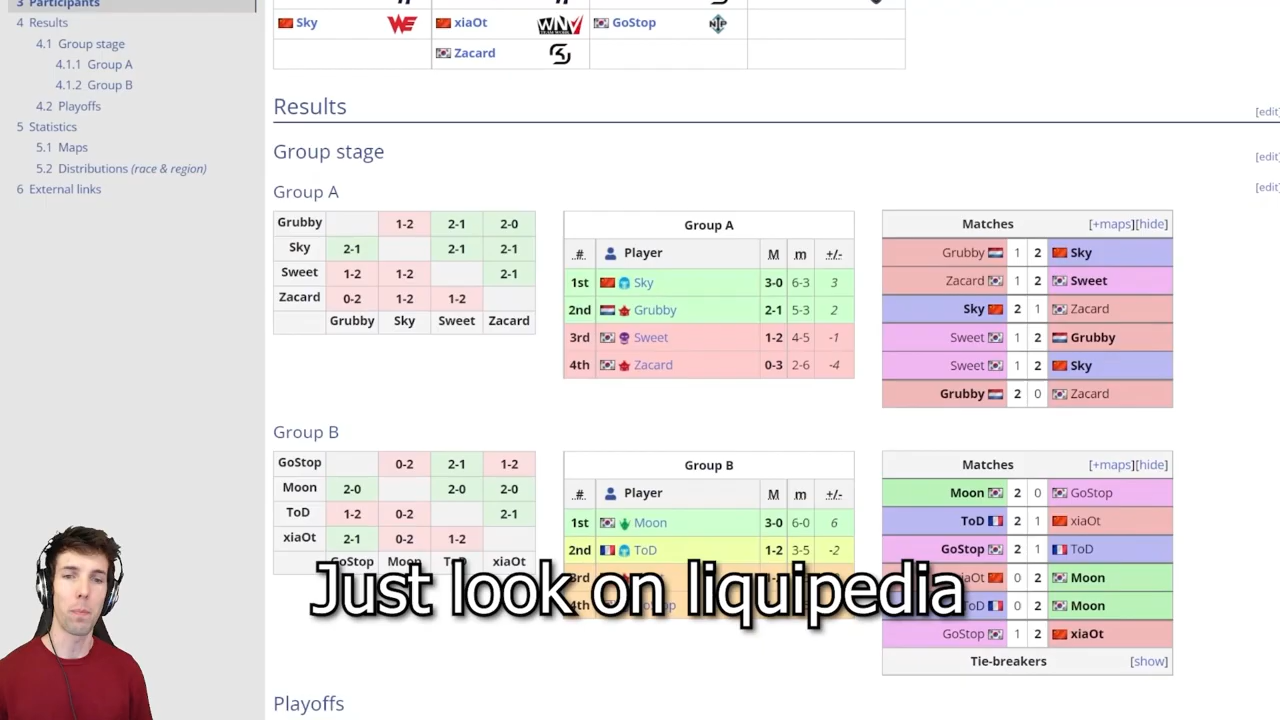 3 Participants
4 Results
4.1 Group stage
4.1.1 Group A
4.1.2 Group B
4.2 Playoffs
5 Statistics
5.1 Maps
5.2 Distributions (race & region)
6 External links
Sky xiaOt GoStop
Zacard
Results [edit]
Group stage [edit]
Group A [edit]
Grubby 1-2 2-1 2-0
Sky 2-1 2-1 2-1
Sweet 1-2 1-2 2-1
Zacard 0-2 1-2 1-2
Grubby Sky Sweet Zacard
Group A
# Player M m +/-
1st Sky 3-0 6-3 3
2nd Grubby 2-1 5-3 2
3rd Sweet 1-2 4-5 -1
4th Zacard 0-3 2-6 -4
Matches [+maps][hide]
Grubby 1 2 Sky
Zacard 1 2 Sweet
Sky 2 1 Zacard
Sweet 1 2 Grubby
Sweet 1 2 Sky
Grubby 2 0 Zacard
Group B
GoStop 0-2 2-1 1-2
Moon 2-0 2-0 2-0
ToD 1-2 0-2 2-1
xiaOt 2-1 0-2 1-2
GoStop Moon ToD xiaOt
Group B
# Player M m +/-
1st Moon 3-0 6-0 6
2nd ToD 1-2 3-5 -2
Matches [+maps][hide]
Moon 2 0 GoStop
ToD 2 1 xiaOt
GoStop 2 1 ToD
0 2 Moon
0 2 Moon
GoStop 1 2 xiaOt
Tie-breakers [show]
Just look on liquipedia
Playoffs